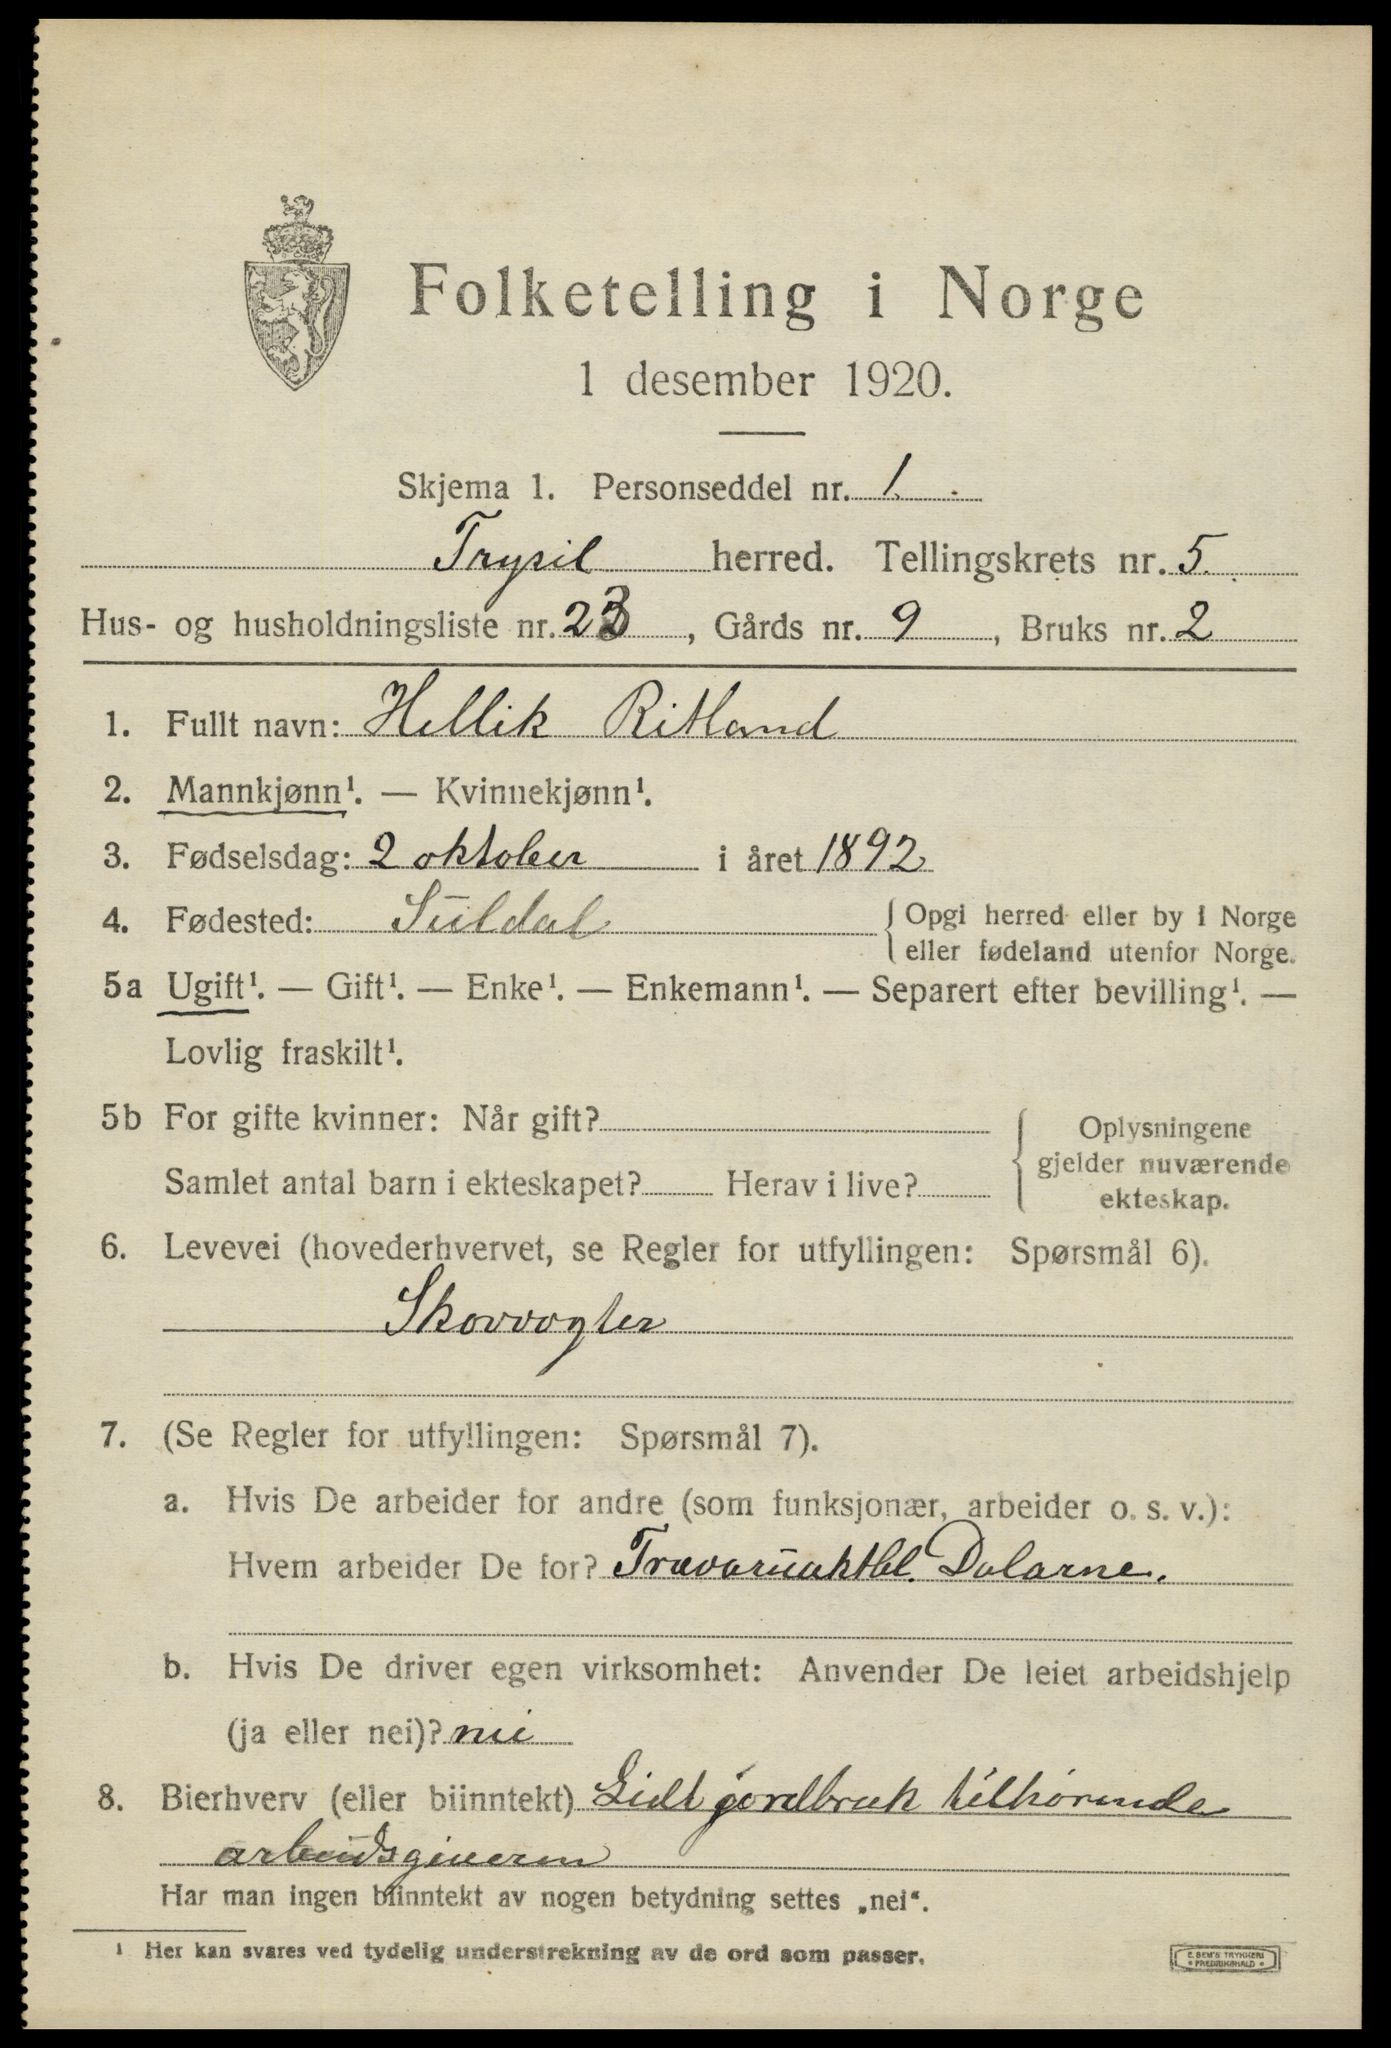 Folketelling i Norge
1 desember 1920.
Skjema 1. Personseddel nr. 1.
Trysil herred. Tellingskrets nr. 5.
Hus- og husholdningsliste nr. 23, Gårds nr. 9, Bruks nr. 2
1. Fullt navn: Hellik Ritland
2. Mannkjønn¹. — Kvinnekjønn¹.
3. Fødselsdag: 2 oktober i året 1892
4. Fødested: Suldal { Opgi herred eller by i Norge
eller fødeland utenfor Norge.
5a Ugift¹. — Gift¹. — Enke¹. — Enkemann¹. — Separert efter bevilling¹. —
Lovlig fraskilt¹.
5b For gifte kvinner: Når gift? { Oplysningene
gjelder nuværende
Samlet antal barn i ekteskapet? Herav i live?
ekteskap.
6. Levevei (hovederhvervet, se Regler for utfyllingen: Spørsmål 6).
Skovvogter
7. (Se Regler for utfyllingen: Spørsmål 7).
a. Hvis De arbeider for andre (som funksjonær, arbeider o. s. v.):
Hvem arbeider De for? Trævaruaktbl. Dalarne.
b. Hvis De driver egen virksomhet: Anvender De leiet arbeidshjelp
(ja eller nei)? nei
8. Bierhverv (eller biinntekt) Lidt jordbruk tilhørende
arbeidsgiveren
Har man ingen biinntekt av nogen betydning settes „nei“.
¹ Her kan svares ved tydelig understrekning av de ord som passer.
E. SEM'S TRYKKERI
• FREDRIKSHALD •